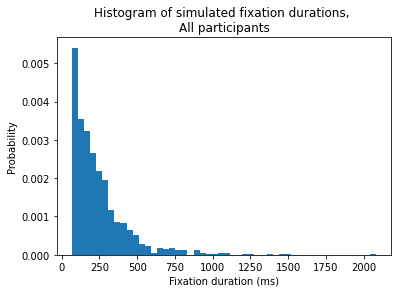 Histogram of simulated fixation durations,
All participants
Probability
0.005
0.004
0.003
0.002
0.001
0.000
0 250 500 750 1000 1250 1500 1750 2000
Fixation duration (ms)